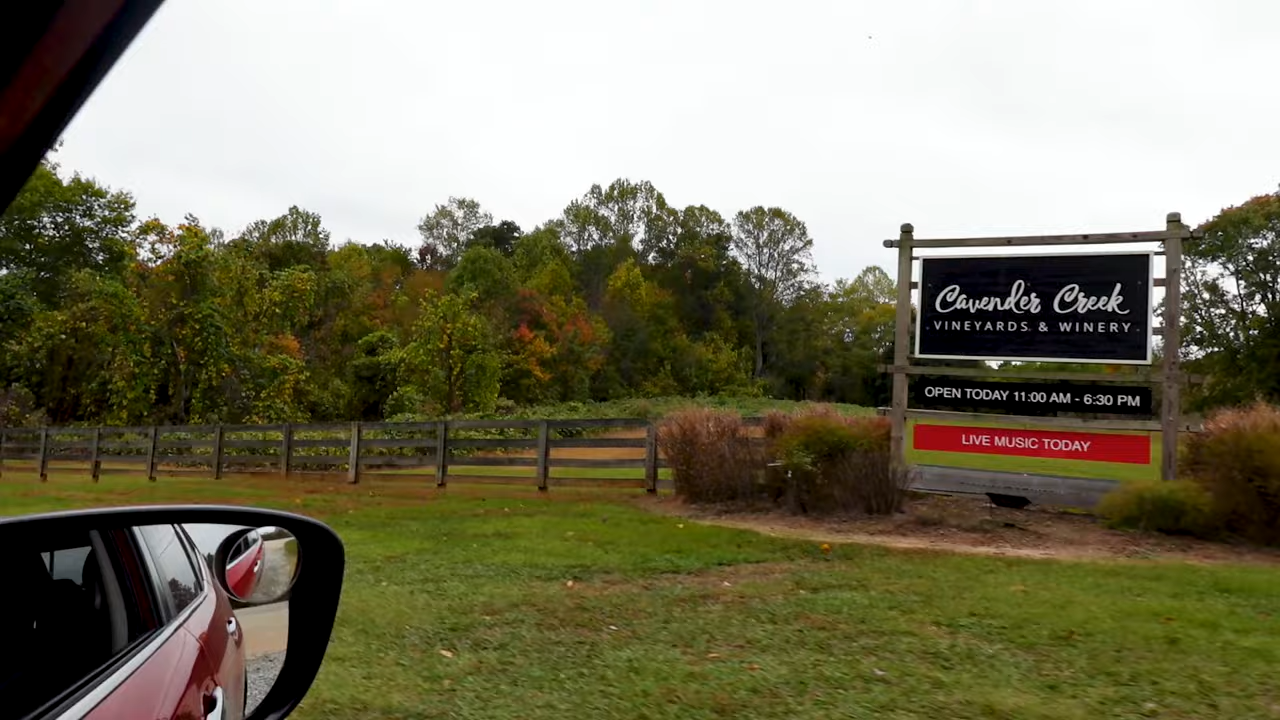 Cavender Creek
VINEYARDS & WINERY
OPEN TODAY 11:00 AM - 6:30 PM
LIVE MUSIC TODAY